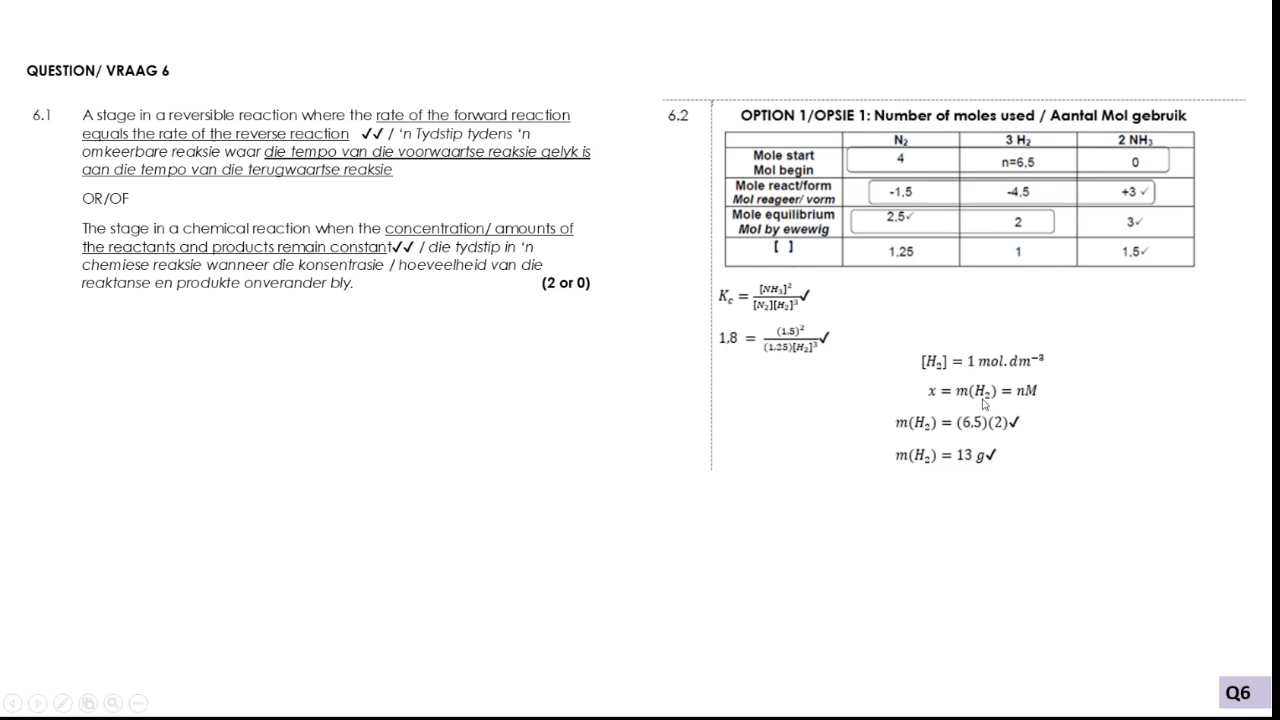 QUESTION/ VRAAG 6
6.1 A stage in a reversible reaction where the rate of the forward reaction
equals the rate of the reverse reaction ✓✓ / 'n Tydstip tydens 'n
omkeerbare reaksie waar die tempo van die voorwaartse reaksie gelyk is
aan die tempo van die terugwaartse reaksie
OR/OF
The stage in a chemical reaction when the concentration/ amounts of
the reactants and products remain constant✓✓ / die tydstip in 'n
chemiese reaksie wanneer die konsentrasie / hoeveelheid van die
reaktanse en produkte onverander bly. (2 or 0)
6.2 OPTION 1/OPSIE 1: Number of moles used / Aantal Mol gebruik
N₂ 3 H₂ 2 NH₃
Mole start
Mol begin 4 n=6,5 0
Mole react/form
Mol reageer/ vorm -1,5 -4,5 +3 ✓
Mole equilibrium
Mol by ewewig 2,5✓ 2 3✓
[ ] 1,25 1 1,5✓
K꜀ = [NH₃]² / [N₂][H₂]³ ✓
1,8 = (1,5)² / (1,25)[H₂]³ ✓
[H₂] = 1 mol.dm⁻³
x = m(H₂) = nM
m(H₂) = (6,5)(2)✓
m(H₂) = 13 g✓
Q6